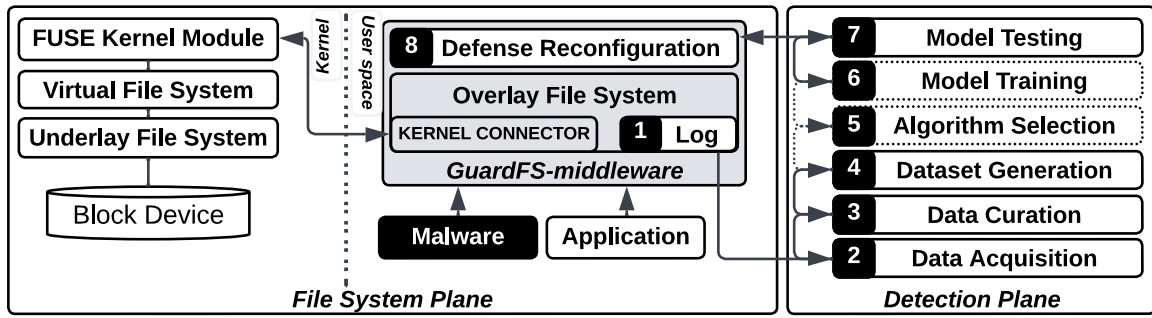 FUSE Kernel Module
Virtual File System
Underlay File System
Block Device
Kernel
User space
8 Defense Reconfiguration
Overlay File System
KERNEL CONNECTOR
1 Log
GuardFS-middleware
Malware
Application
File System Plane
7 Model Testing
6 Model Training
5 Algorithm Selection
4 Dataset Generation
3 Data Curation
2 Data Acquisition
Detection Plane